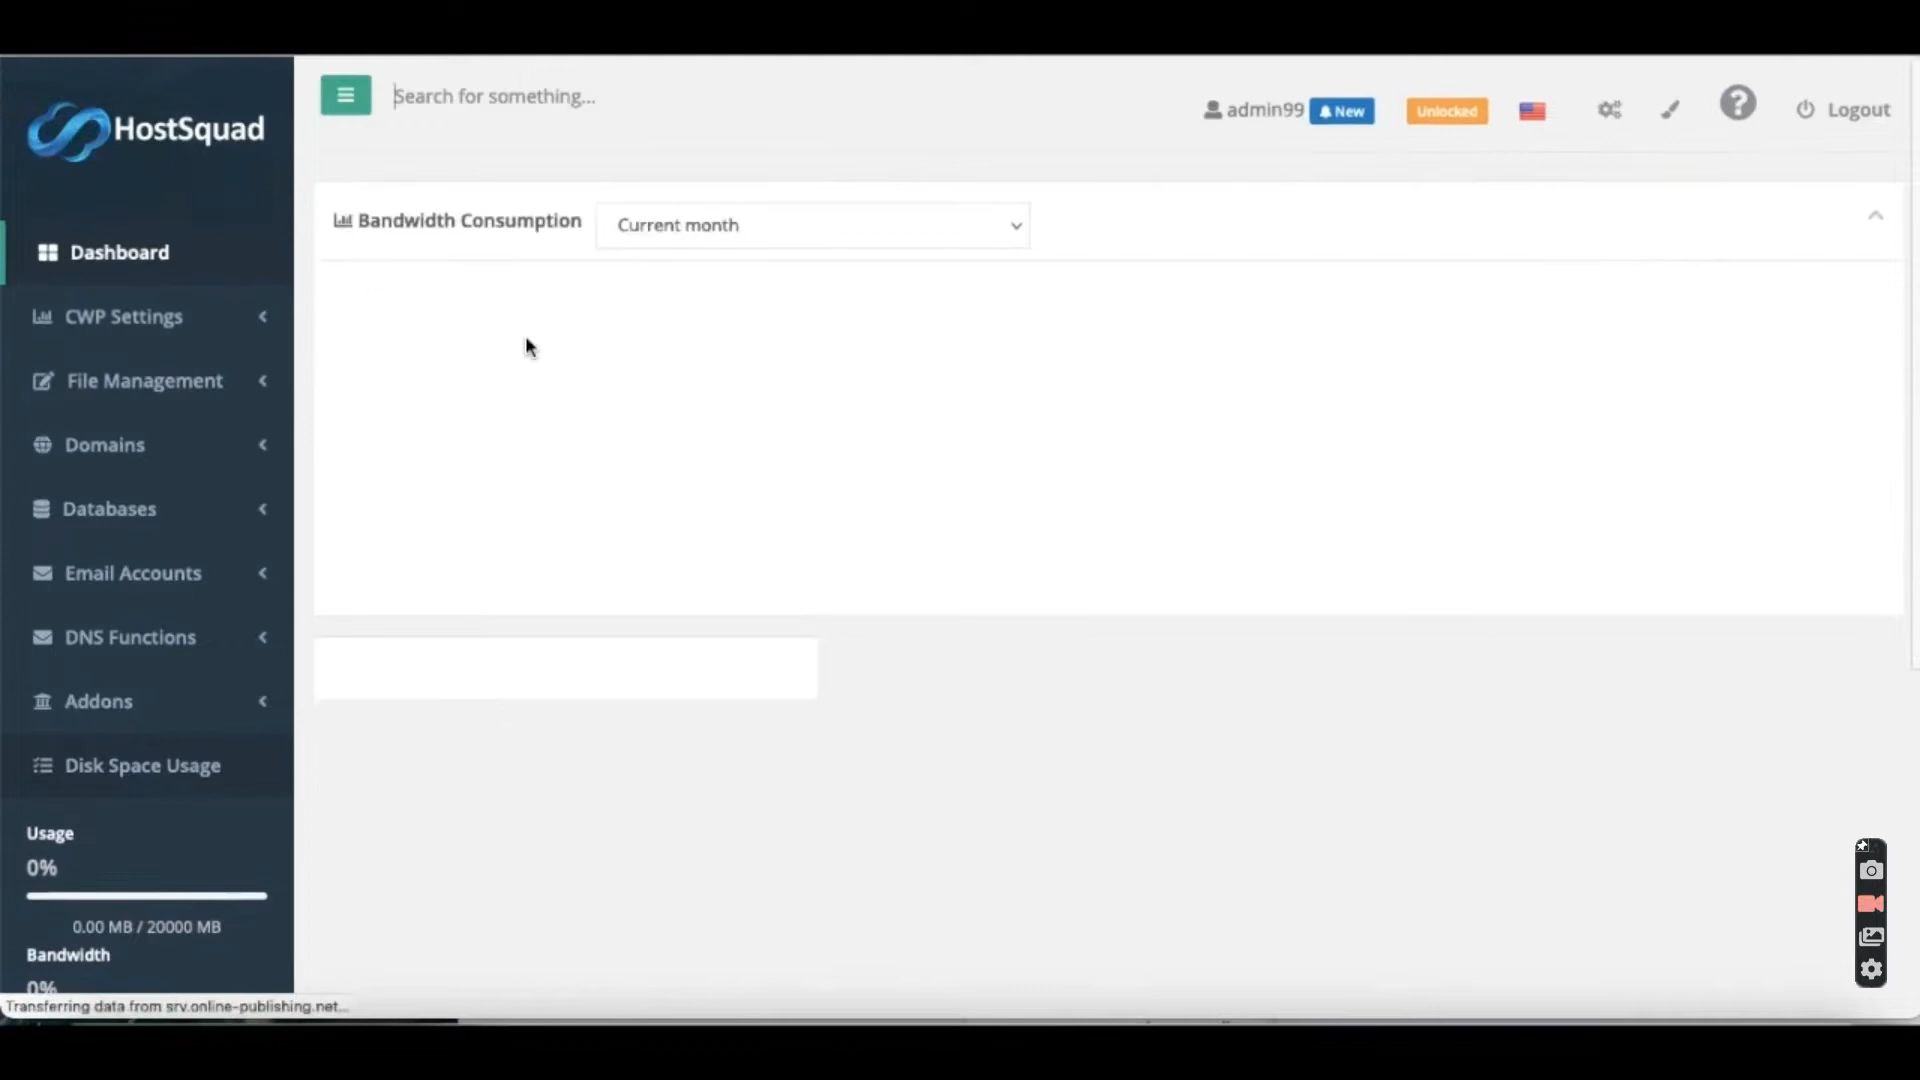 HostSquad
Search for something...
admin99
New
Unlocked
?
Logout
Bandwidth Consumption
Current month
Dashboard
CWP Settings
File Management
Domains
Databases
Email Accounts
DNS Functions
Addons
Disk Space Usage
Usage
0%
0.00 MB / 20000 MB
Bandwidth
0%
Transferring data from srv.online-publishing.net...